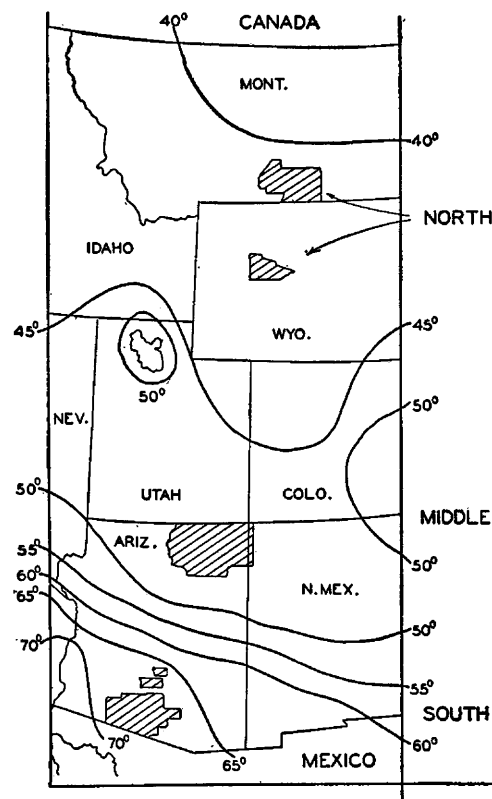 40°
CANADA
MONT.
40°
NORTH
IDAHO
45°
45°
WYO.
50°
50°
NEV.
50°
UTAH
COLO.
MIDDLE
ARIZ.
55°
50°
60°
N.MEX.
65°
50°
70°
55°
SOUTH
70°
65°
MEXICO
60°